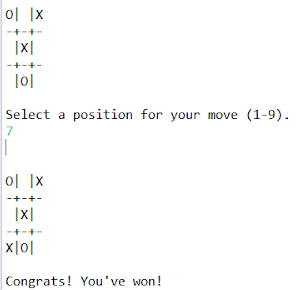 O| |X
-+-+-
 |X|
-+-+-
 |O|
Select a position for your move (1-9).
7
O| |X
-+-+-
 |X|
-+-+-
X|O|
Congrats! You've won!